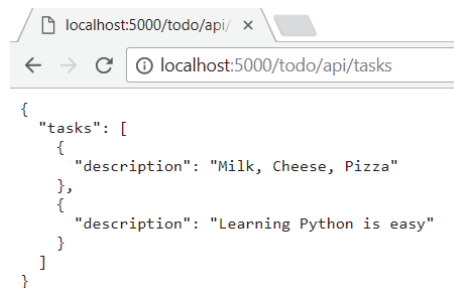 localhost:5000/todo/api/
localhost:5000/todo/api/tasks
{
  "tasks": [
    {
      "description": "Milk, Cheese, Pizza"
    },
    {
      "description": "Learning Python is easy"
    }
  ]
}